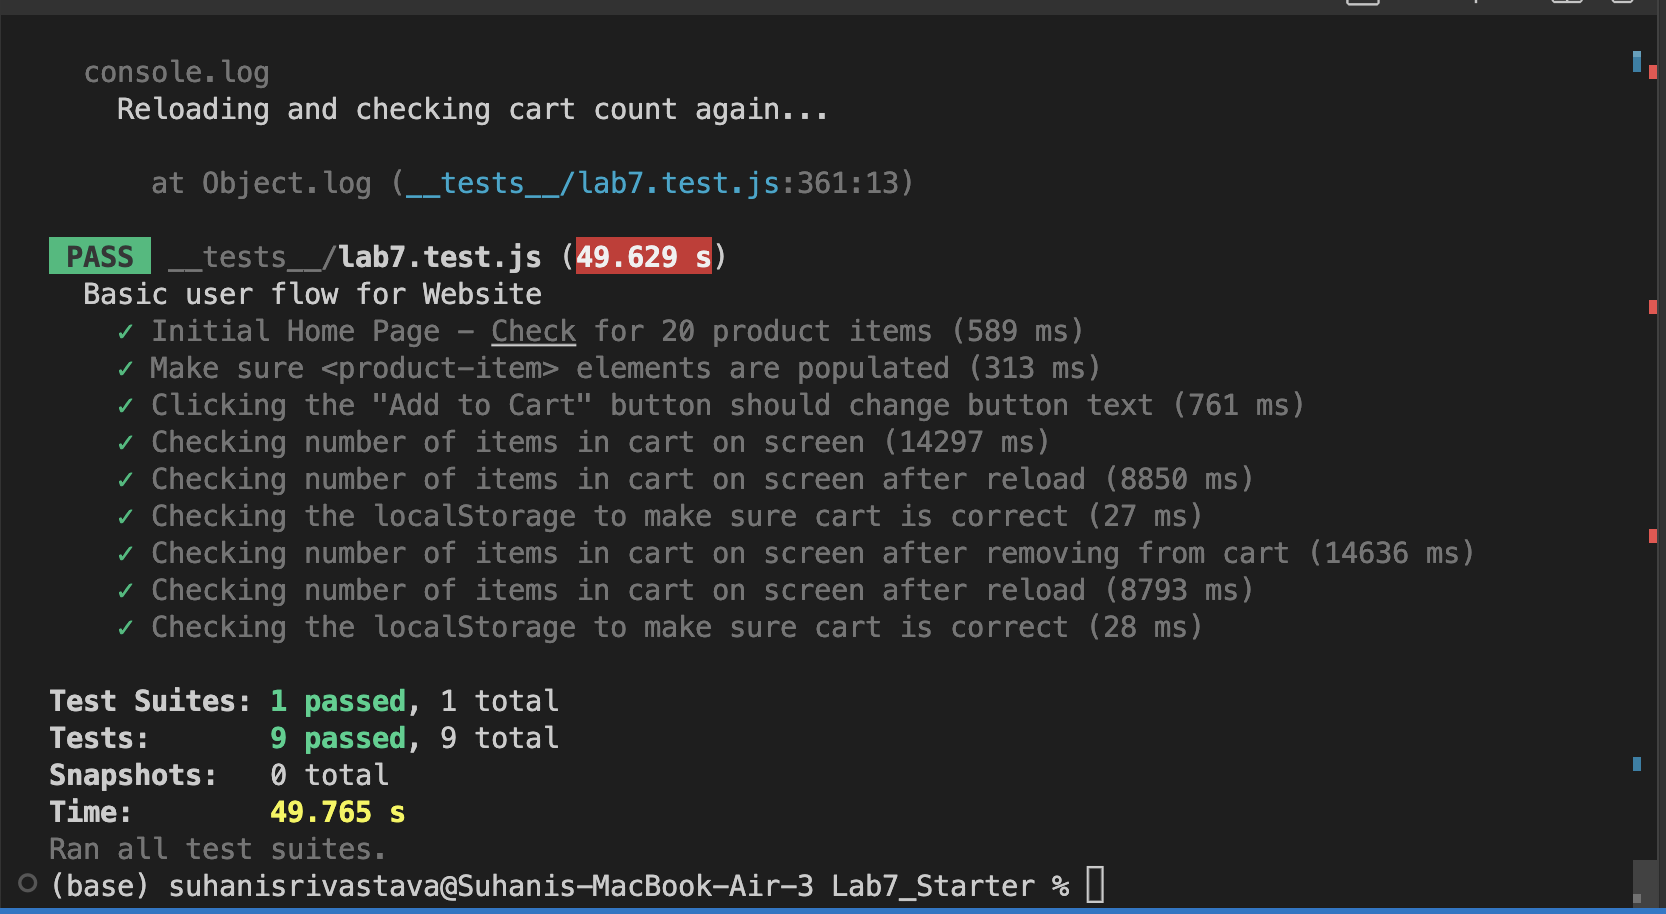 console.log
Reloading and checking cart count again...
at Object.log (__tests__/lab7.test.js:361:13)
PASS __tests__/lab7.test.js (49.629 s)
Basic user flow for Website
✓ Initial Home Page – Check for 20 product items (589 ms)
✓ Make sure <product-item> elements are populated (313 ms)
✓ Clicking the "Add to Cart" button should change button text (761 ms)
✓ Checking number of items in cart on screen (14297 ms)
✓ Checking number of items in cart on screen after reload (8850 ms)
✓ Checking the localStorage to make sure cart is correct (27 ms)
✓ Checking number of items in cart on screen after removing from cart (14636 ms)
✓ Checking number of items in cart on screen after reload (8793 ms)
✓ Checking the localStorage to make sure cart is correct (28 ms)
Test Suites: 1 passed, 1 total
Tests: 9 passed, 9 total
Snapshots: 0 total
Time: 49.765 s
Ran all test suites.
(base) suhanisrivastava@Suhanis-MacBook-Air-3 Lab7_Starter %